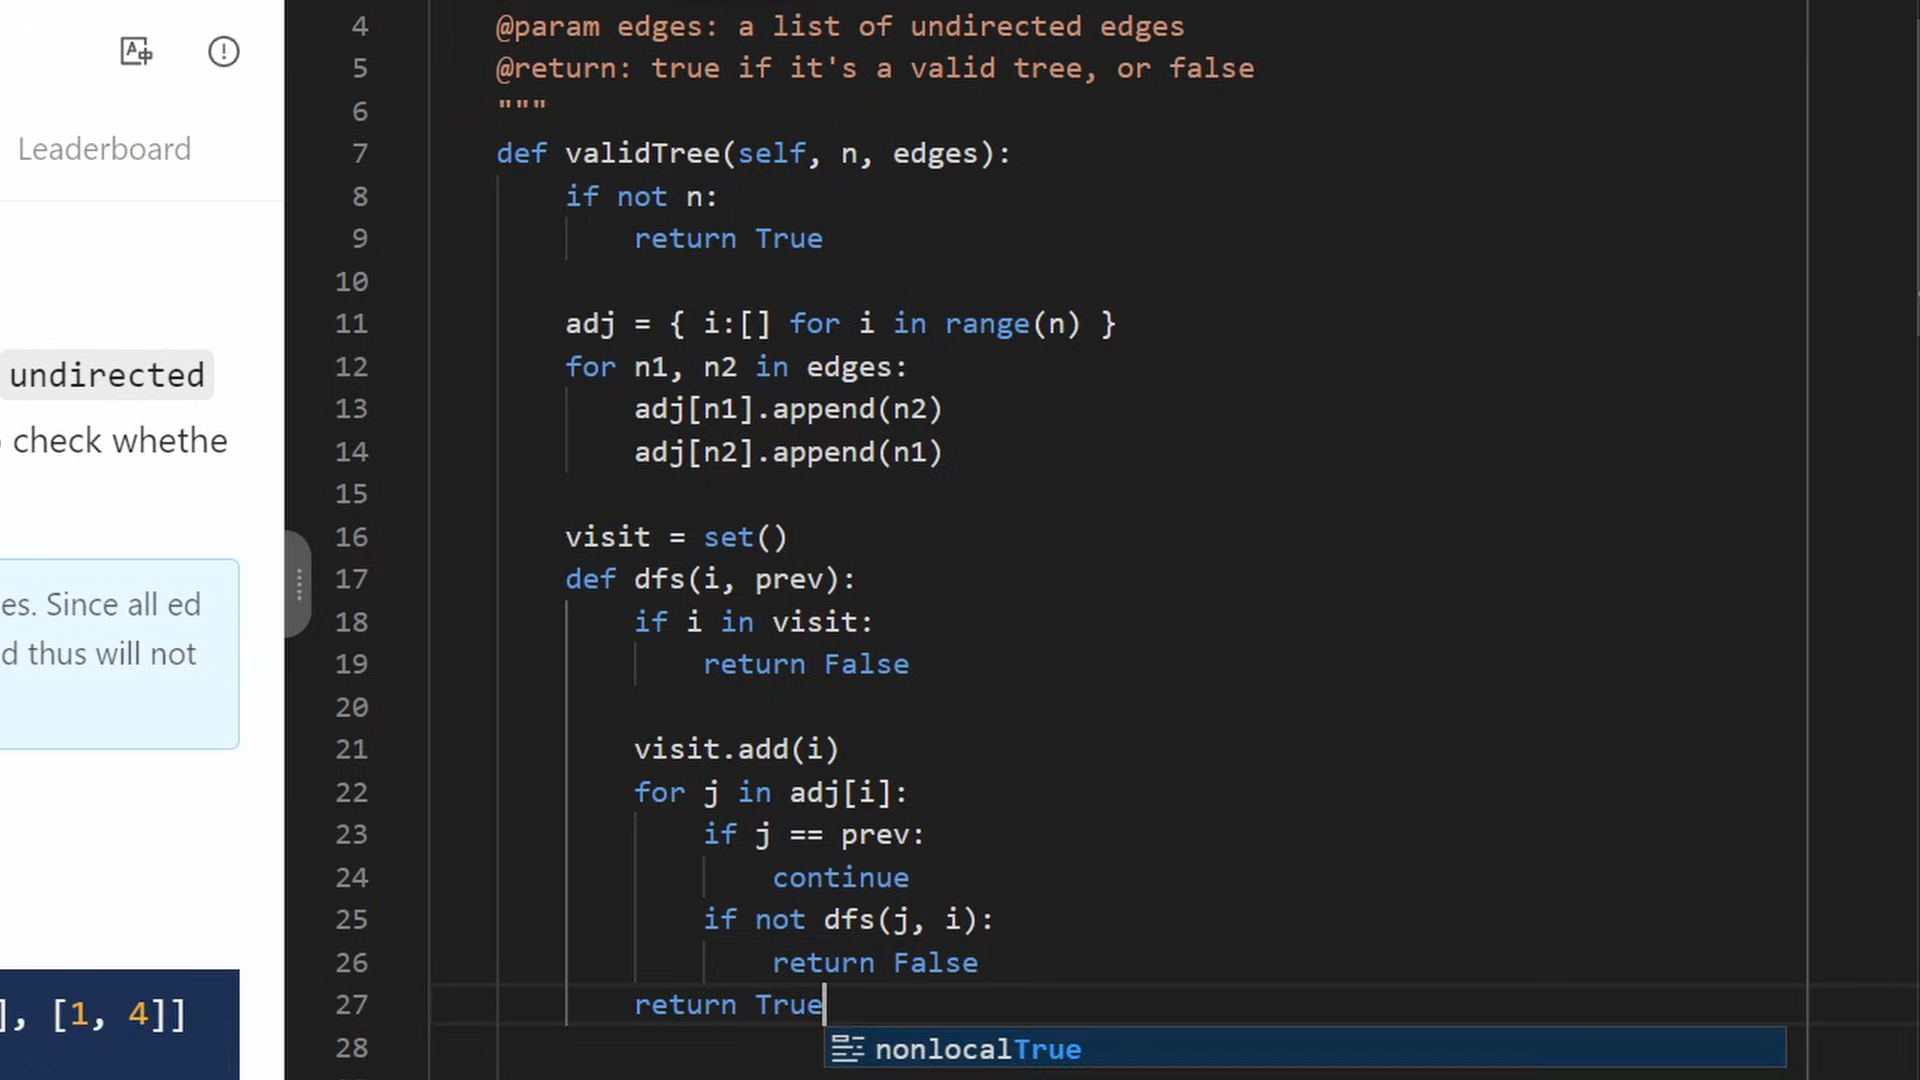 Leaderboard
undirected
check whethe
es. Since all ed
d thus will not
], [1, 4]]
4 @param edges: a list of undirected edges
5 @return: true if it's a valid tree, or false
6 """
7 def validTree(self, n, edges):
8 if not n:
9 return True
10
11 adj = { i:[] for i in range(n) }
12 for n1, n2 in edges:
13 adj[n1].append(n2)
14 adj[n2].append(n1)
15
16 visit = set()
17 def dfs(i, prev):
18 if i in visit:
19 return False
20
21 visit.add(i)
22 for j in adj[i]:
23 if j == prev:
24 continue
25 if not dfs(j, i):
26 return False
27 return True
28
nonlocalTrue